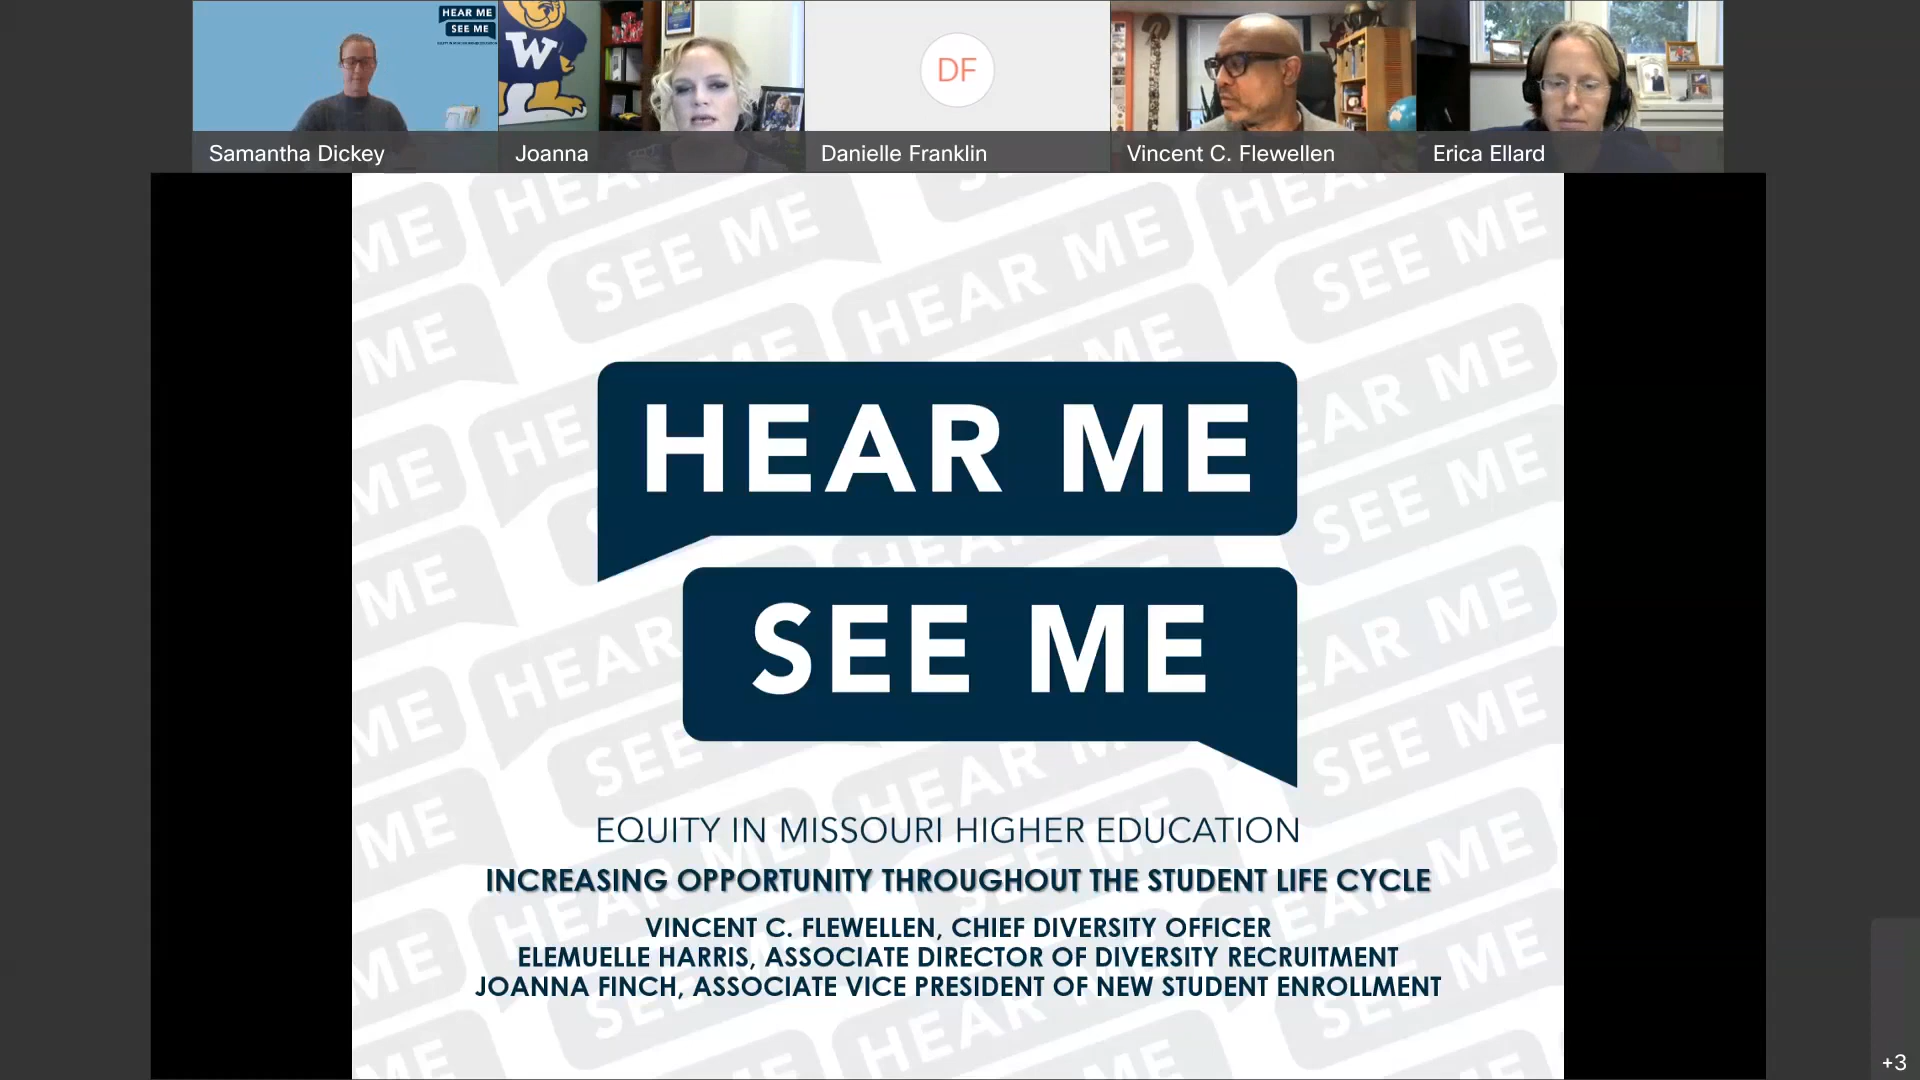 HEAR ME
SEE ME
W
Samantha Dickey
Joanna
DF
Danielle Franklin
Vincent C. Flewellen
Erica Ellard
HEAR ME
SEE ME
EQUITY IN MISSOURI HIGHER EDUCATION
INCREASING OPPORTUNITY THROUGHOUT THE STUDENT LIFE CYCLE
VINCENT C. FLEWELLEN, CHIEF DIVERSITY OFFICER
ELEMUELLE HARRIS, ASSOCIATE DIRECTOR OF DIVERSITY RECRUITMENT
JOANNA FINCH, ASSOCIATE VICE PRESIDENT OF NEW STUDENT ENROLLMENT
+3